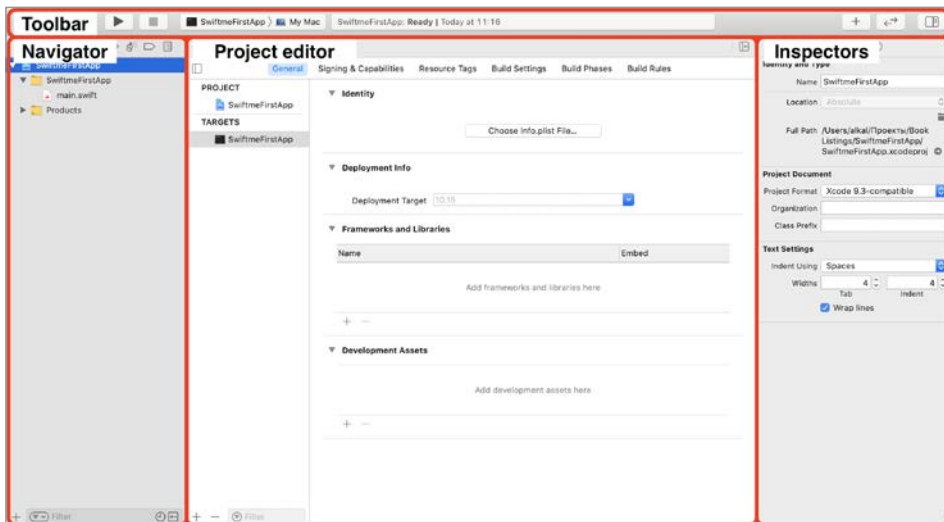 Toolbar
SwiftmeFirstApp
My Mac
SwiftmeFirstApp: Ready | Today at 11:16
Navigator
SwiftmeFirstApp
SwiftmeFirstApp
main.swift
Products
Filter
Project editor
General
Signing & Capabilities
Resource Tags
Build Settings
Build Phases
Build Rules
PROJECT
SwiftmeFirstApp
TARGETS
SwiftmeFirstApp
Filter
Identity
Choose Info.plist File...
Deployment Info
Deployment Target 10.15
Frameworks and Libraries
Name
Embed
Add frameworks and libraries here
Development Assets
Add development assets here
Inspectors
Identity and Type
Name SwiftmeFirstApp
Location Absolute
Full Path /Users/alkal/Проекты/Book
Listings/SwiftmeFirstApp/
SwiftmeFirstApp.xcodeproj
Project Document
Project Format Xcode 9.3-compatible
Organization
Class Prefix
Text Settings
Indent Using Spaces
Widths 4 4
Tab Indent
Wrap lines